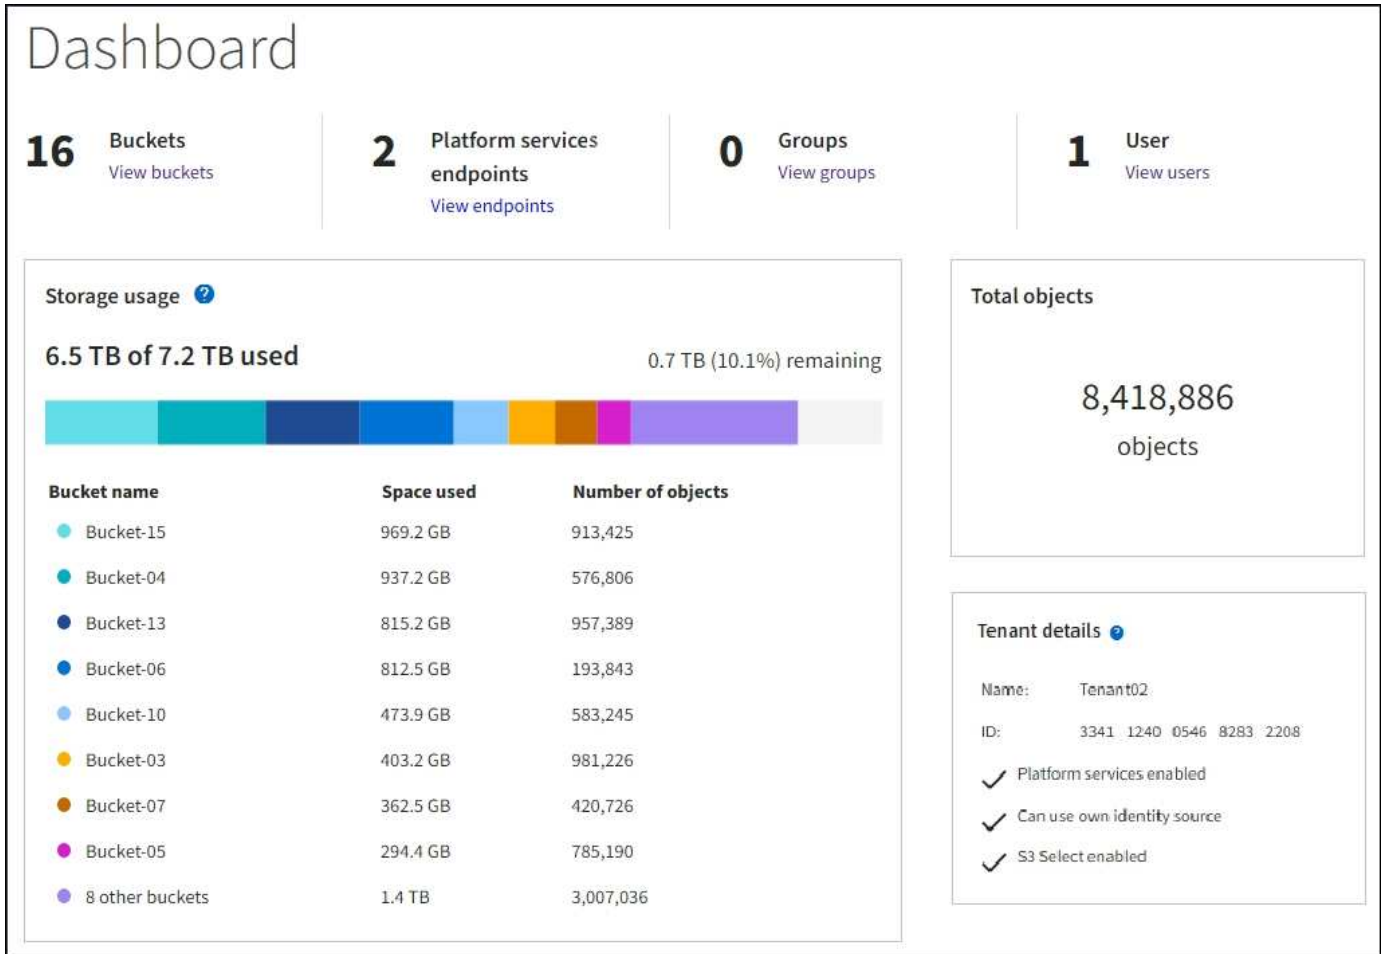 Dashboard
16 Buckets
View buckets
2 Platform services
endpoints
View endpoints
0 Groups
View groups
1 User
View users
Storage usage ?
6.5 TB of 7.2 TB used
0.7 TB (10.1%) remaining
Bucket name Space used Number of objects
Bucket-15 969.2 GB 913,425
Bucket-04 937.2 GB 576,806
Bucket-13 815.2 GB 957,389
Bucket-06 812.5 GB 193,843
Bucket-10 473.9 GB 583,245
Bucket-03 403.2 GB 981,226
Bucket-07 362.5 GB 420,726
Bucket-05 294.4 GB 785,190
8 other buckets 1.4 TB 3,007,036
Total objects
8,418,886
objects
Tenant details ?
Name: Tenant02
ID: 3341 1240 0546 8283 2208
Platform services enabled
Can use own identity source
S3 Select enabled